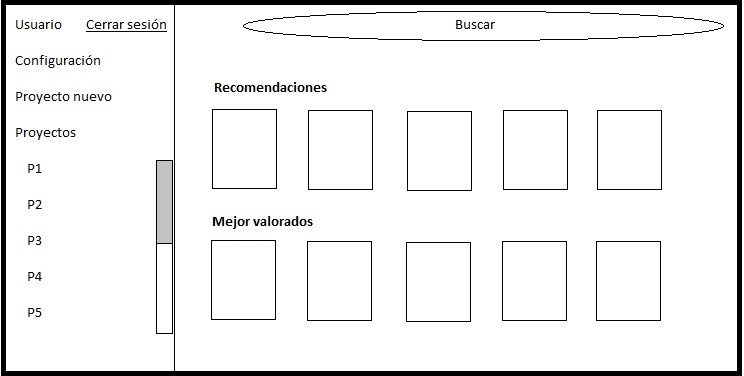 Usuario Cerrar sesión
Configuración
Proyecto nuevo
Proyectos
P1
P2
P3
P4
P5
Buscar
Recomendaciones
Mejor valorados